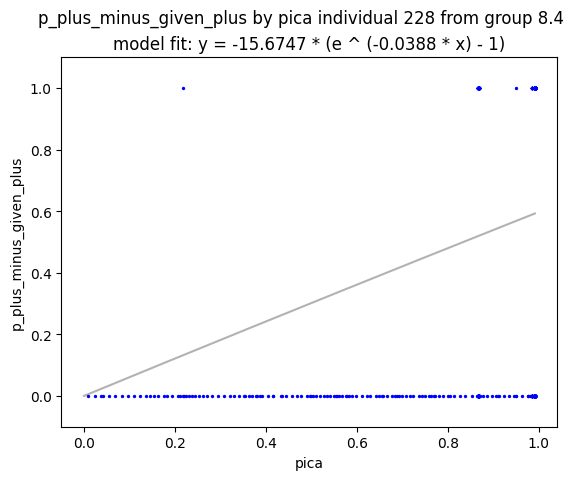 p_plus_minus_given_plus by pica individual 228 from group 8.4
model fit: y = -15.6747 * (e ^ (-0.0388 * x) - 1)
1.0
0.8
0.6
0.4
0.2
0.0
p_plus_minus_given_plus
0.0 0.2 0.4 0.6 0.8 1.0
pica